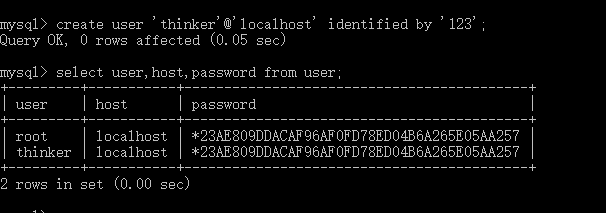 mysql> create user 'thinker'@'localhost' identified by '123';
Query OK, 0 rows affected (0.05 sec)
mysql> select user,host,password from user;
+---------+-----------+-------------------------------------------+
| user    | host      | password                                  |
+---------+-----------+-------------------------------------------+
| root    | localhost | *23AE809DDACAF96AF0FD78ED04B6A265E05AA257 |
| thinker | localhost | *23AE809DDACAF96AF0FD78ED04B6A265E05AA257 |
+---------+-----------+-------------------------------------------+
2 rows in set (0.00 sec)